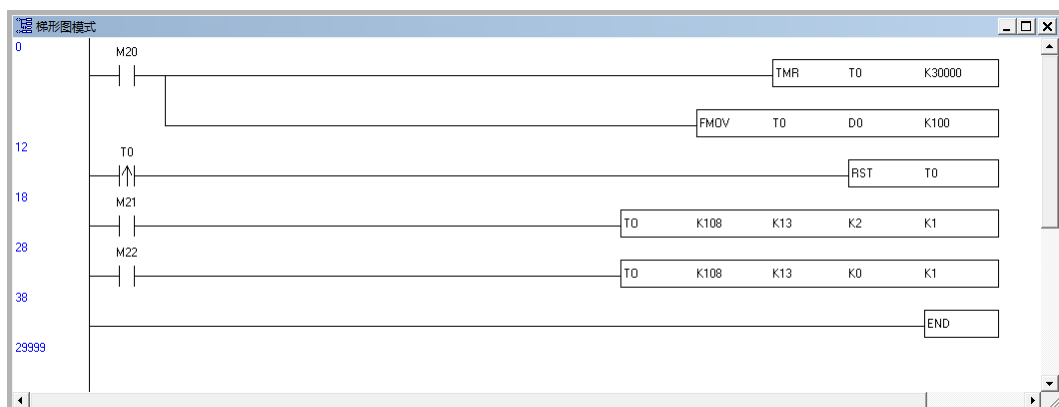 梯形图模式
0
M20
TMR T0 K30000
FMOV T0 D0 K100
12
T0
RST T0
18
M21
TO K108 K13 K2 K1
28
M22
TO K108 K13 K0 K1
38
END
29999